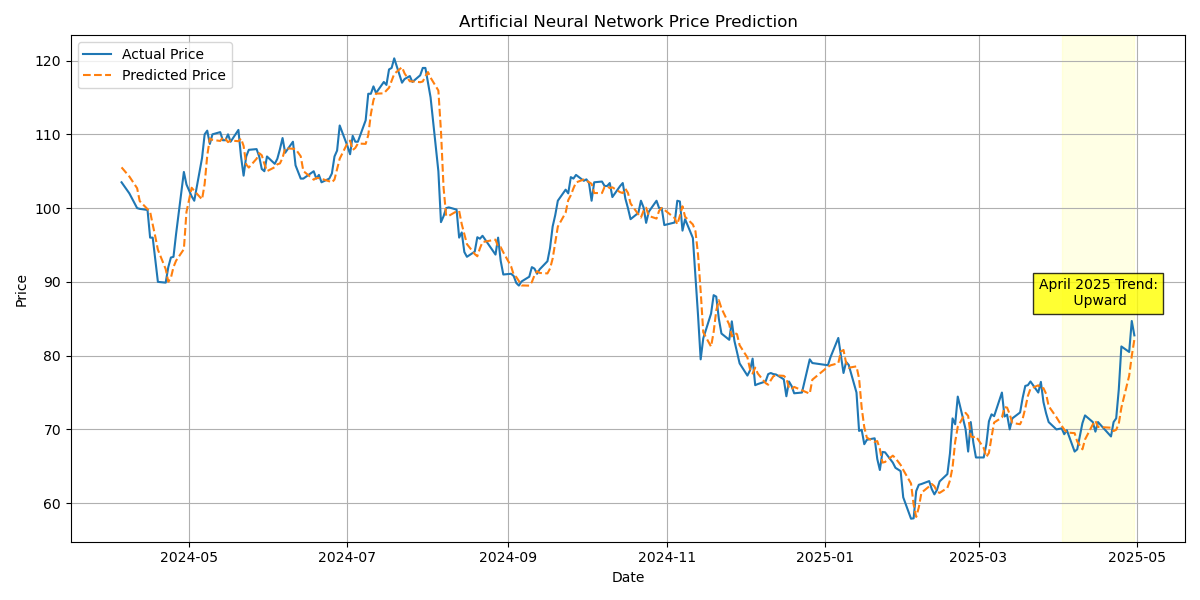 Artificial Neural Network Price Prediction
Actual Price
Predicted Price
April 2025 Trend:
Upward
Price
120
110
100
90
80
70
60
2024-05
2024-07
2024-09
2024-11
2025-01
2025-03
2025-05
Date